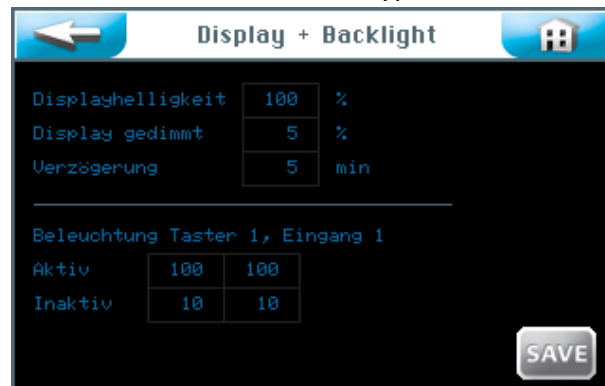 Display + Backlight
Displayhelligkeit 100 %
Display gedimmt 5 %
Verzögerung 5 min
Beleuchtung Taster 1, Eingang 1
Aktiv 100 100
Inaktiv 10 10
SAVE